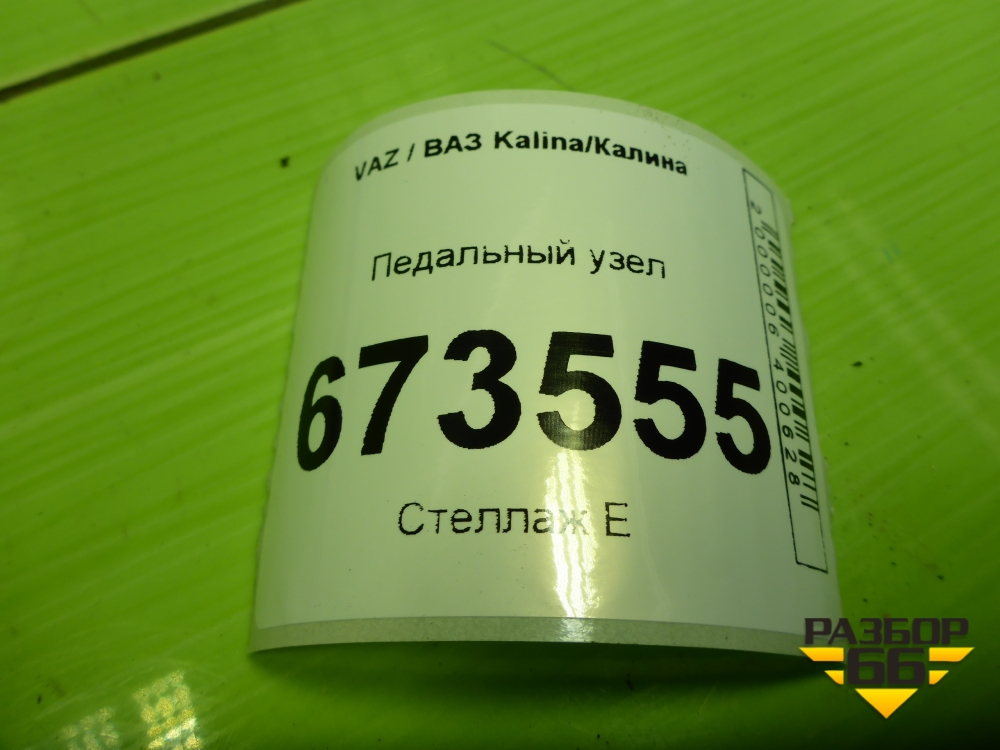 VAZ / ВАЗ Kalina/Калина
Педальный узел
673555
Стеллаж Е
2000006400628
РАЗБОР
66